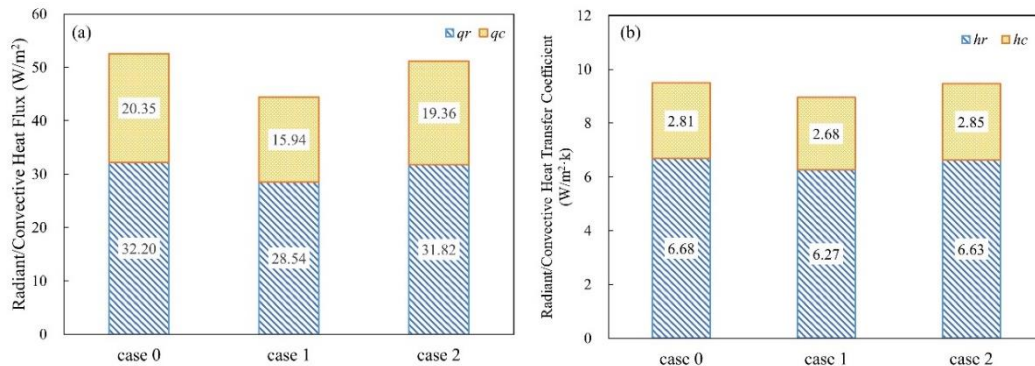 (a)
qr qc
Radiant/Convective Heat Flux (W/m²)
60
50
40
30
20
10
0
20.35
15.94
19.36
32.20
28.54
31.82
case 0 case 1 case 2
(b)
hr hc
Radiant/Convective Heat Transfer Coefficient
(W/m²·k)
12
10
8
6
4
2
0
2.81
2.68
2.85
6.68
6.27
6.63
case 0 case 1 case 2